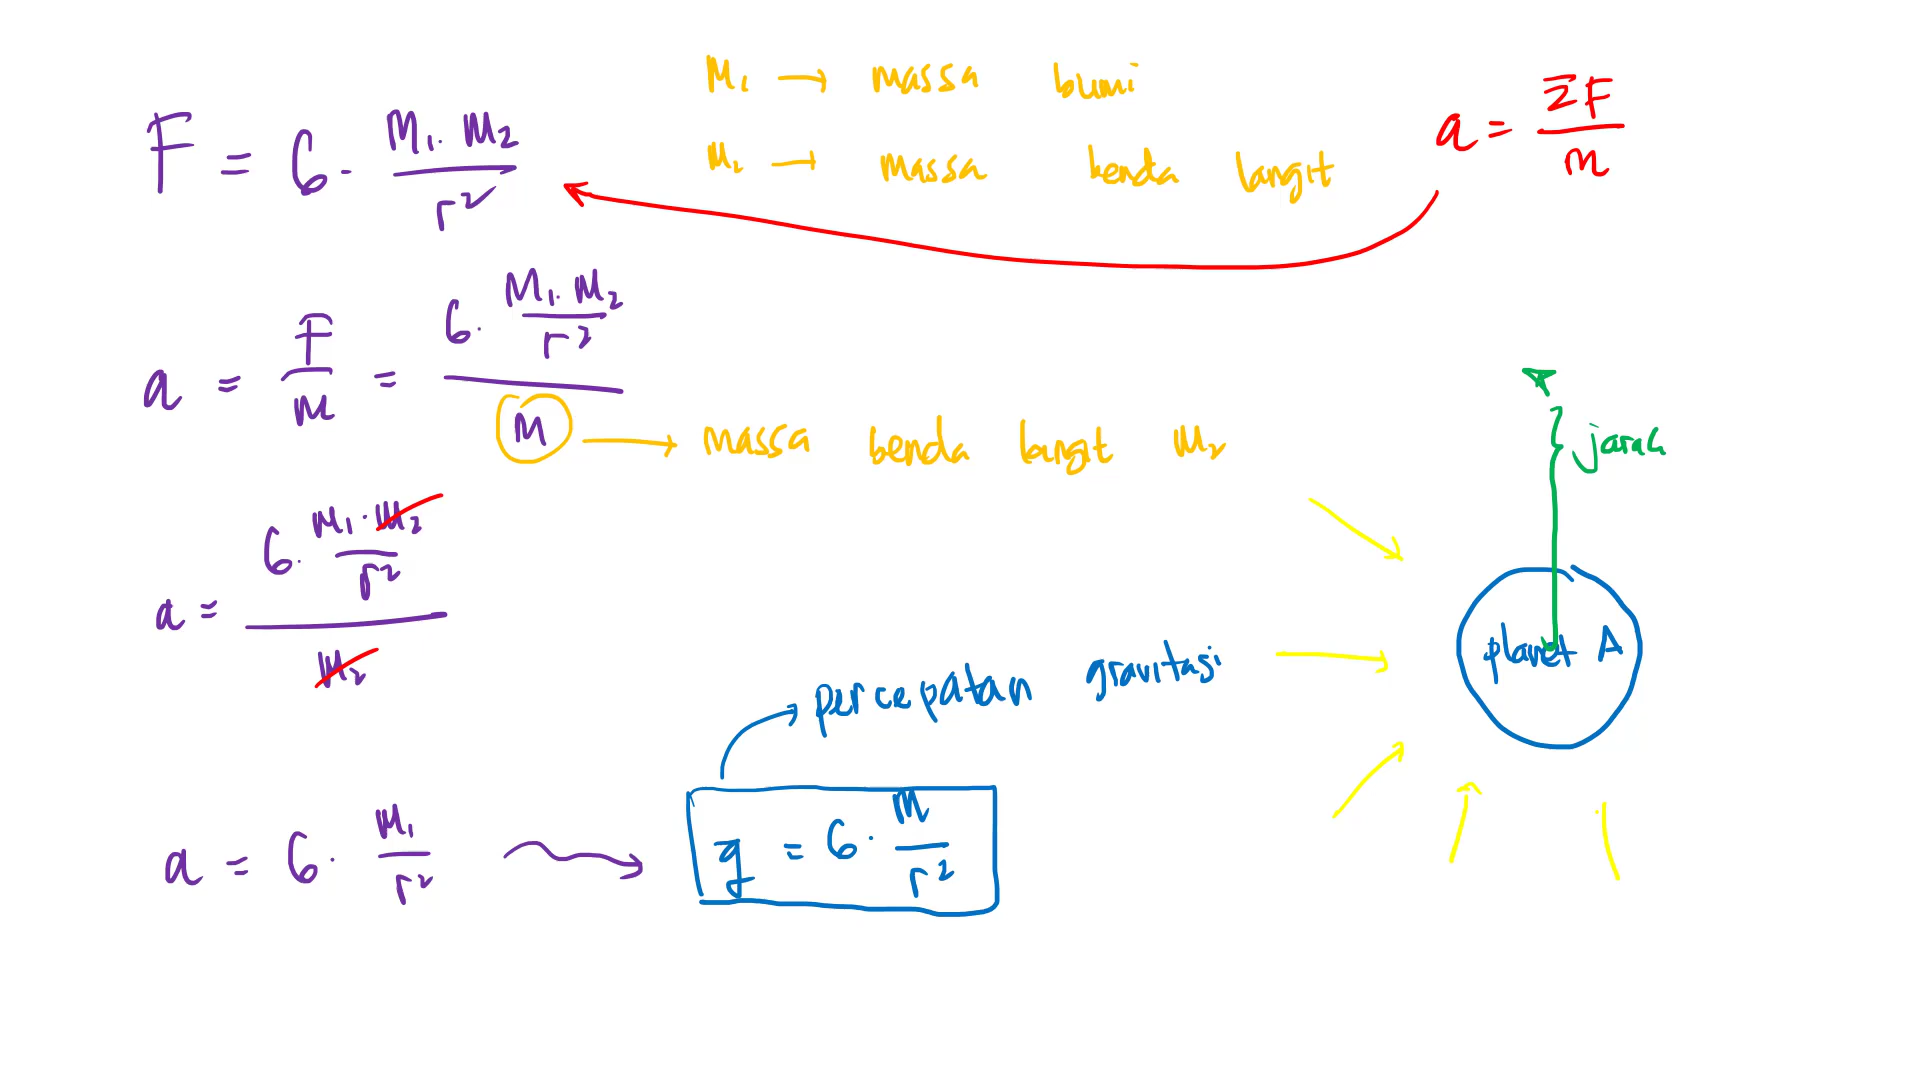 M₁ → massa bumi
F = G · M₁ · M₂ / r²
a = ΣF / m
M₂ → massa benda langit
a = F / m = G · M₁ · M₂ / r² / M → massa benda langit M₂
jarak
a = G · M₁ · M₂ / r² / M₂
planet A
percepatan gravitasi
a = G · M₁ / r² → g = G · M / r²